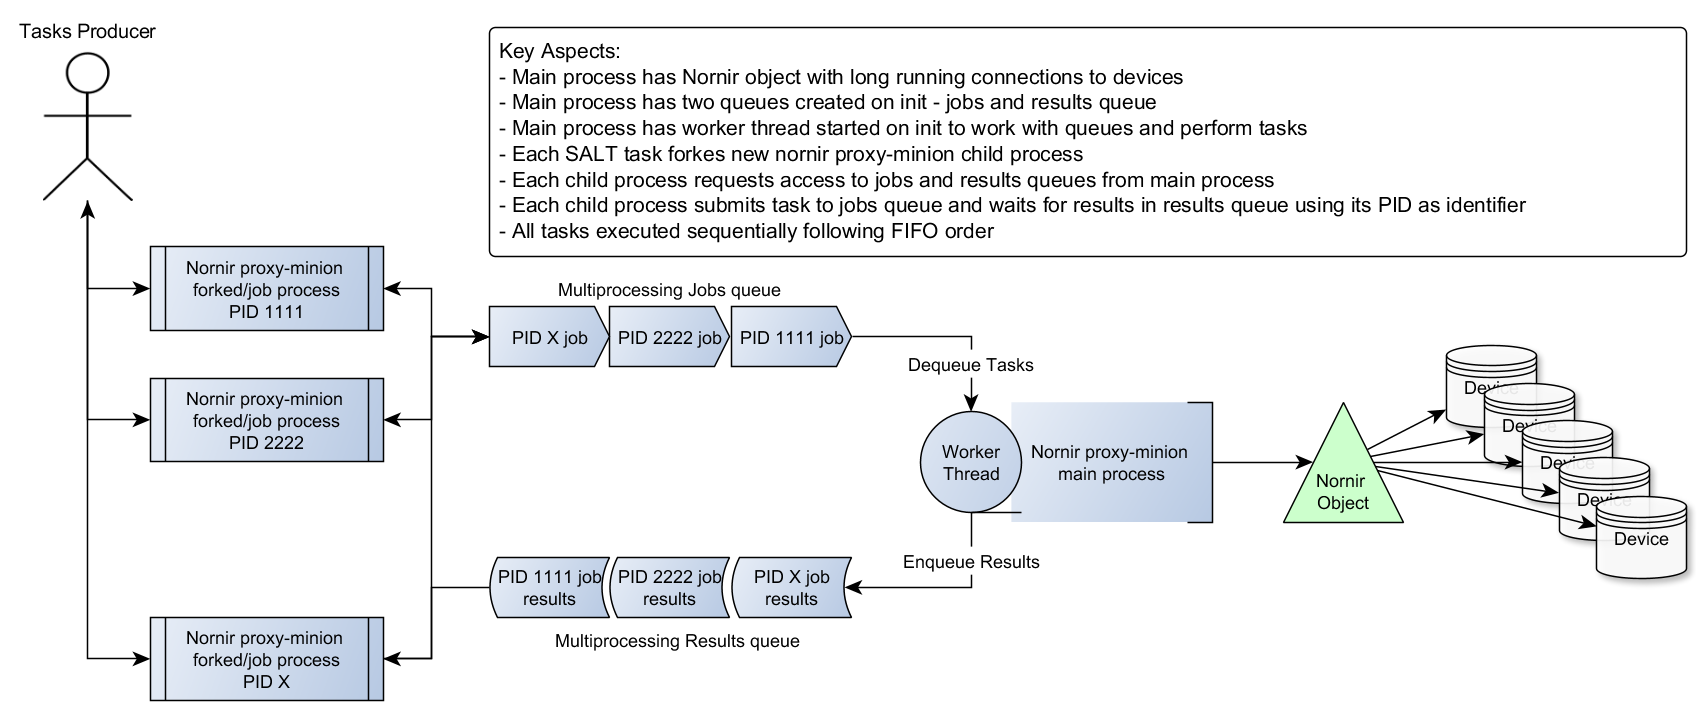 Tasks Producer
Key Aspects:
- Main process has Nornir object with long running connections to devices
- Main process has two queues created on init - jobs and results queue
- Main process has worker thread started on init to work with queues and perform tasks
- Each SALT task forkes new nornir proxy-minion child process
- Each child process requests access to jobs and results queues from main process
- Each child process submits task to jobs queue and waits for results in results queue using its PID as identifier
- All tasks executed sequentially following FIFO order
Nornir proxy-minion
forked/job process
PID 1111
Nornir proxy-minion
forked/job process
PID 2222
Nornir proxy-minion
forked/job process
PID X
Multiprocessing Jobs queue
PID X job
PID 2222 job
PID 1111 job
Dequeue Tasks
Worker
Thread
Nornir proxy-minion
main process
Enqueue Results
PID 1111 job
results
PID 2222 job
results
PID X job
results
Multiprocessing Results queue
Nornir
Object
Device
Device
Device
Device
Device